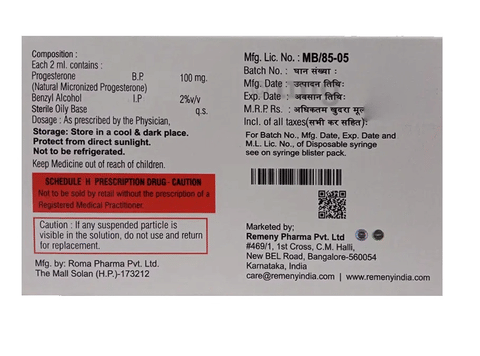 Composition :
Each 2 ml. contains :
Progesterone B.P. 100 mg.
(Natural Micronized Progesterone)
Benzyl Alcohol I.P 2%v/v
Sterile Oily Base q.s.
Dosage : As prescribed by the Physician,
Storage: Store in a cool & dark place.
Protect from direct sunlight.
Not to be refrigerated.
Keep Medicine out of reach of children.
SCHEDULE H PRESCRIPTION DRUG - CAUTION
Not to be sold by retail without the prescription of a
Registered Medical Practitioner.
Caution : If any suspended particle is
visible in the solution, do not use and return
for replacement.
Mfg. by: Roma Pharma Pvt. Ltd.
The Mall Solan (H.P.)-173212
Mfg. Lic. No. : MB/85-05
Batch No. : घान संख्या :
Mfg. Date : उत्पादन तिथि:
Exp. Date : अवसान तिथि:
M.R.P Rs. : अधिकतम खुदरा मूल्
Incl. of all taxes(सभी कर सहित):
For Batch No., Mfg. Date, Exp. Date and
M.L. Lic. No., of Disposable syringe
see on syringe blister pack.
Marketed by:
Remeny Pharma Pvt. Ltd
#469/1, 1st Cross, C.M. Halli,
New BEL Road, Bangalore-560054
Karnataka, India
care@remenyindia.com | www.remenyindia.com